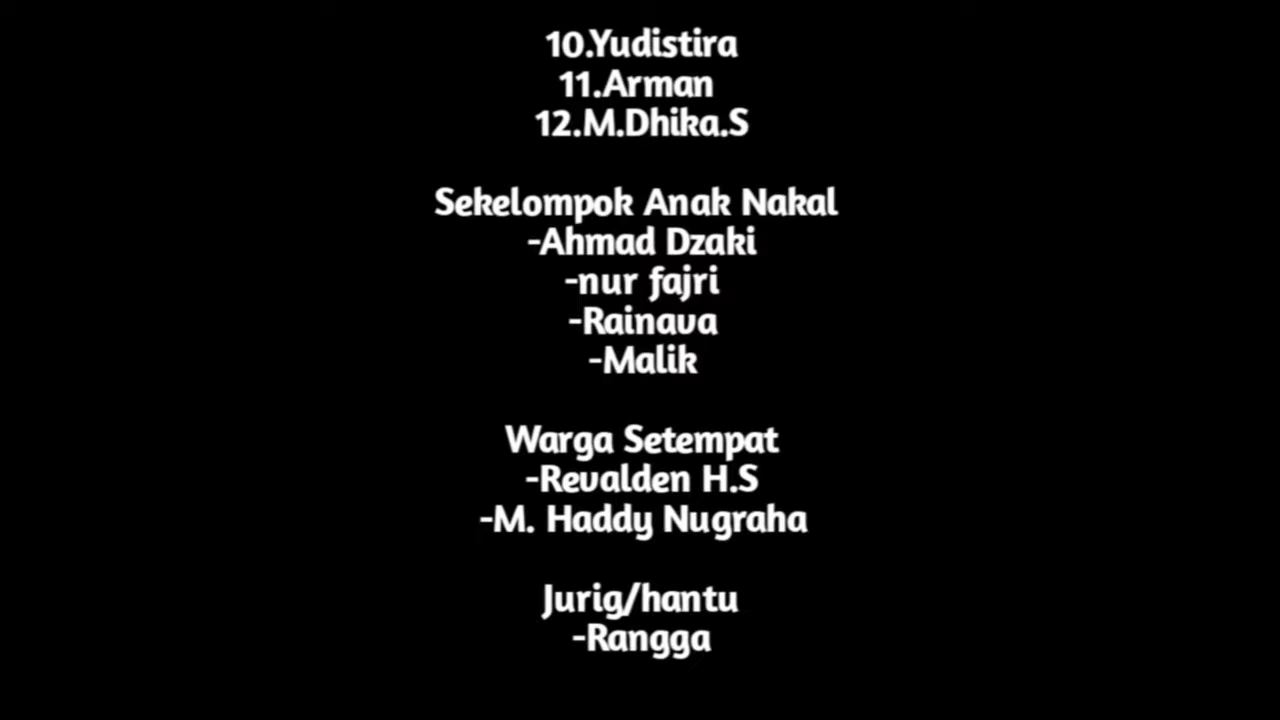 10.Yudistira
11.Arman
12.M.Dhika.S
Sekelompok Anak Nakal
-Ahmad Dzaki
-nur fajri
-Rainava
-Malik
Warga Setempat
-Revalden H.S
-M. Haddy Nugraha
Jurig/hantu
-Rangga